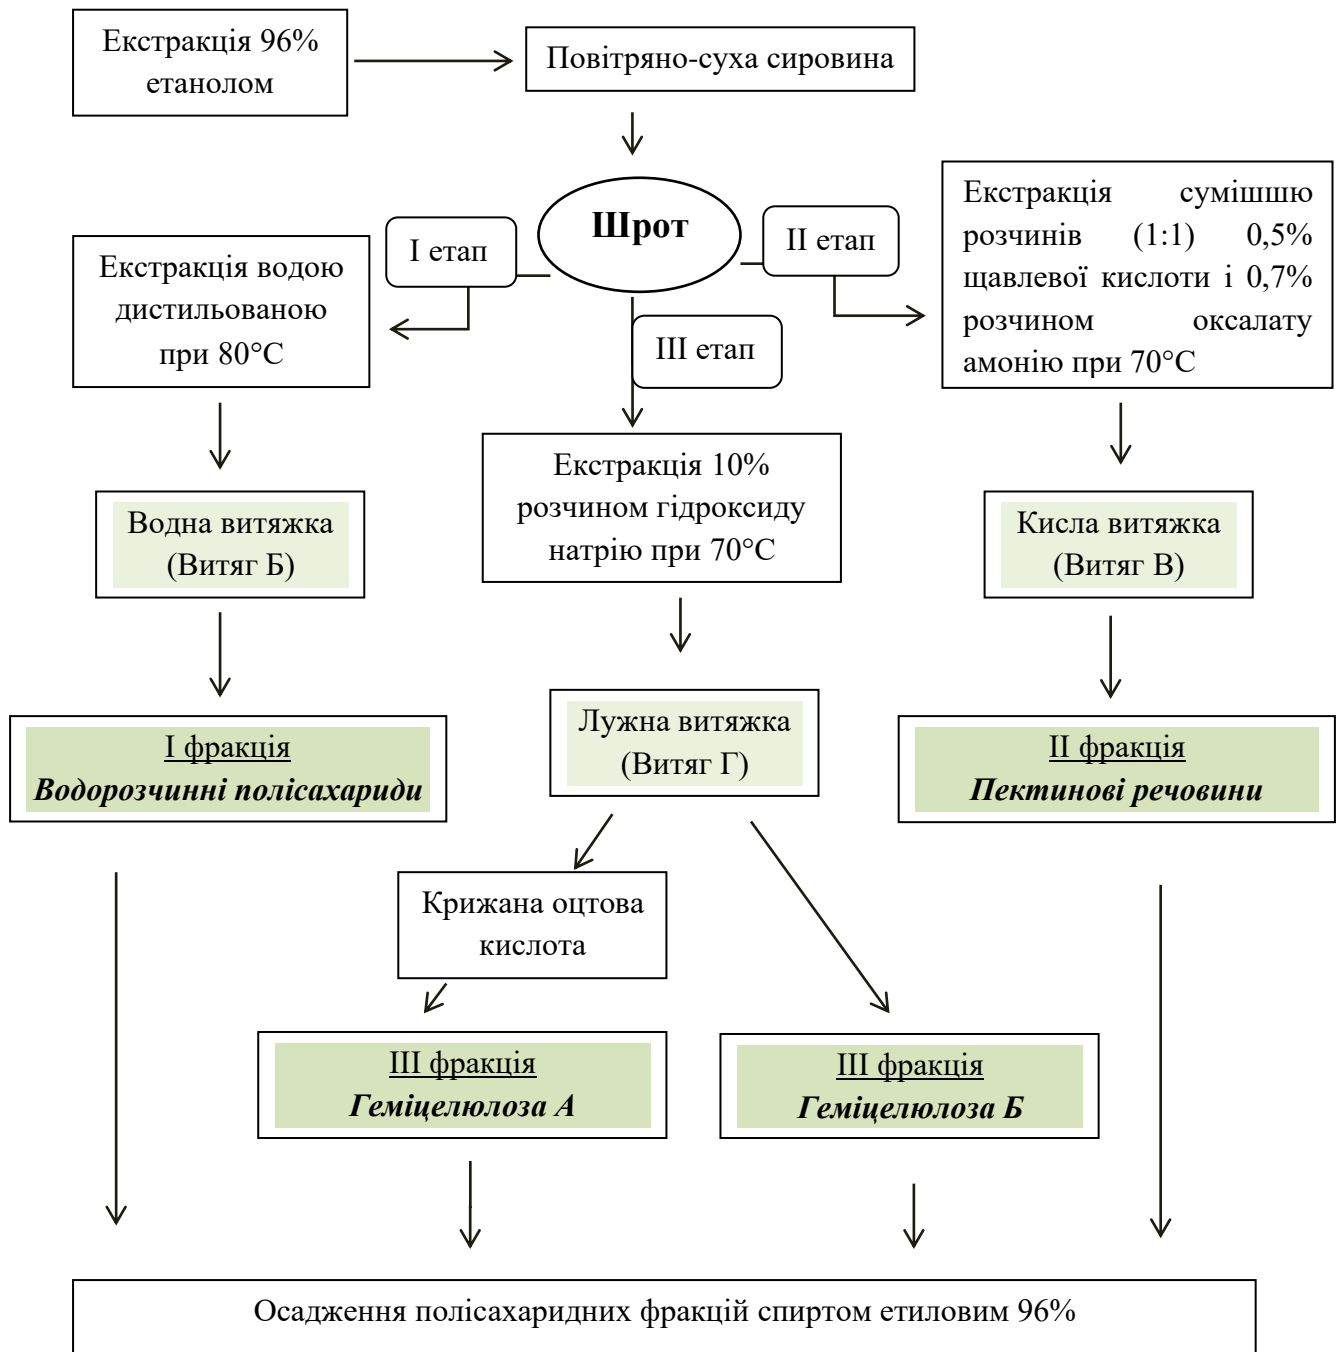 Екстракція 96%
етанолом
Повітряно-суха сировина
Шрот
І етап
ІІ етап
ІІІ етап
Екстракція водою
дистильованою
при 80°С
Екстракція сумішшю
розчинів (1:1) 0,5%
щавлевої кислоти і 0,7%
розчином оксалату
амонію при 70°С
Екстракція 10%
розчином гідроксиду
натрію при 70°С
Водна витяжка
(Витяг Б)
Кисла витяжка
(Витяг В)
Лужна витяжка
(Витяг Г)
І фракція
Водорозчинні полісахариди
ІІ фракція
Пектинові речовини
Крижана оцтова
кислота
ІІІ фракція
Геміцелюлоза А
ІІІ фракція
Геміцелюлоза Б
Осадження полісахаридних фракцій спиртом етиловим 96%